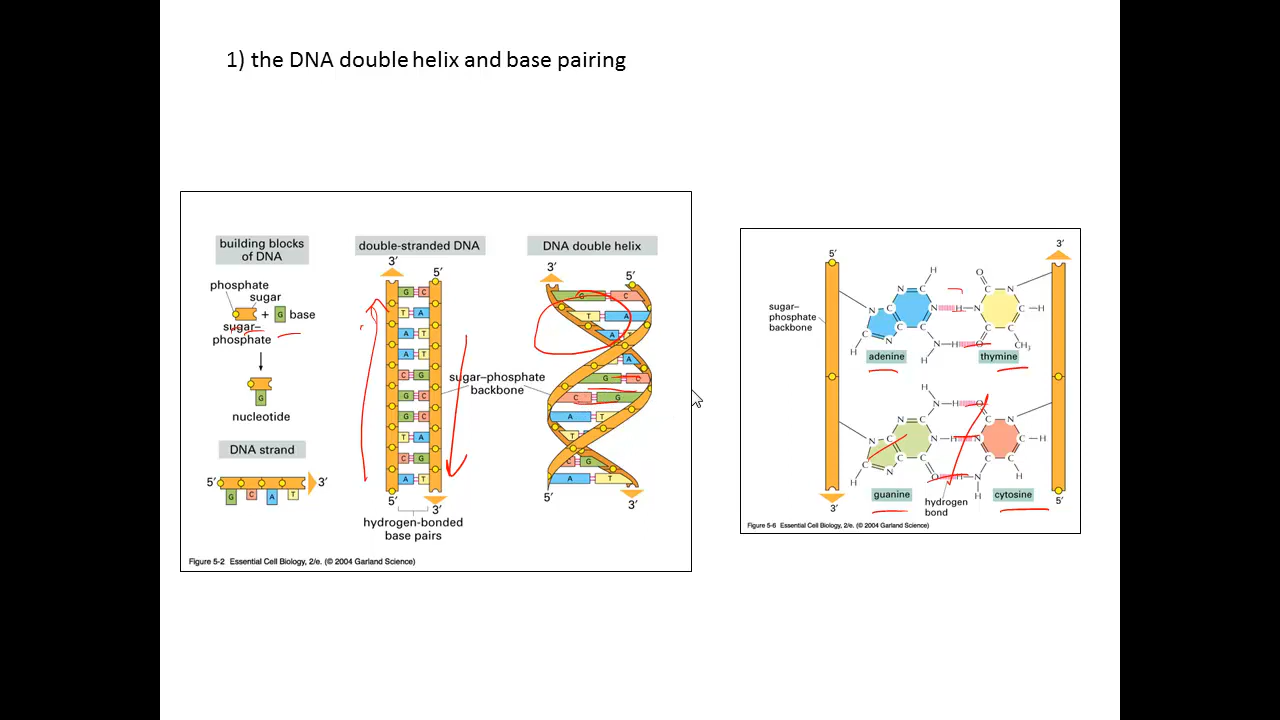 1) the DNA double helix and base pairing
building blocks
of DNA
phosphate
sugar
+ G base
sugar–
phosphate
G
nucleotide
DNA strand
5′ 3′
G C A T
double-stranded DNA
3′ 5′
G C
T A
A T
A T
C G
G C
G C
T A
C G
A T
5′ 3′
hydrogen-bonded
base pairs
sugar–phosphate
backbone
DNA double helix
3′ 5′
G C
T A
A T
A
G C
C G
A T
T
C G
A T
5′ 3′
Figure 5-2 Essential Cell Biology, 2/e. (© 2004 Garland Science)
5′ 3′
sugar–
phosphate
backbone
H O
N C C N
C C N H N C C H
N C C C C C
C N
H N H O CH3
H
adenine thymine
H
N H O
N C C N
C C N H N C C H
C N C C C
H N O H N H
H H
guanine cytosine
hydrogen
bond
3′ 5′
Figure 5-6 Essential Cell Biology, 2/e. (© 2004 Garland Science)